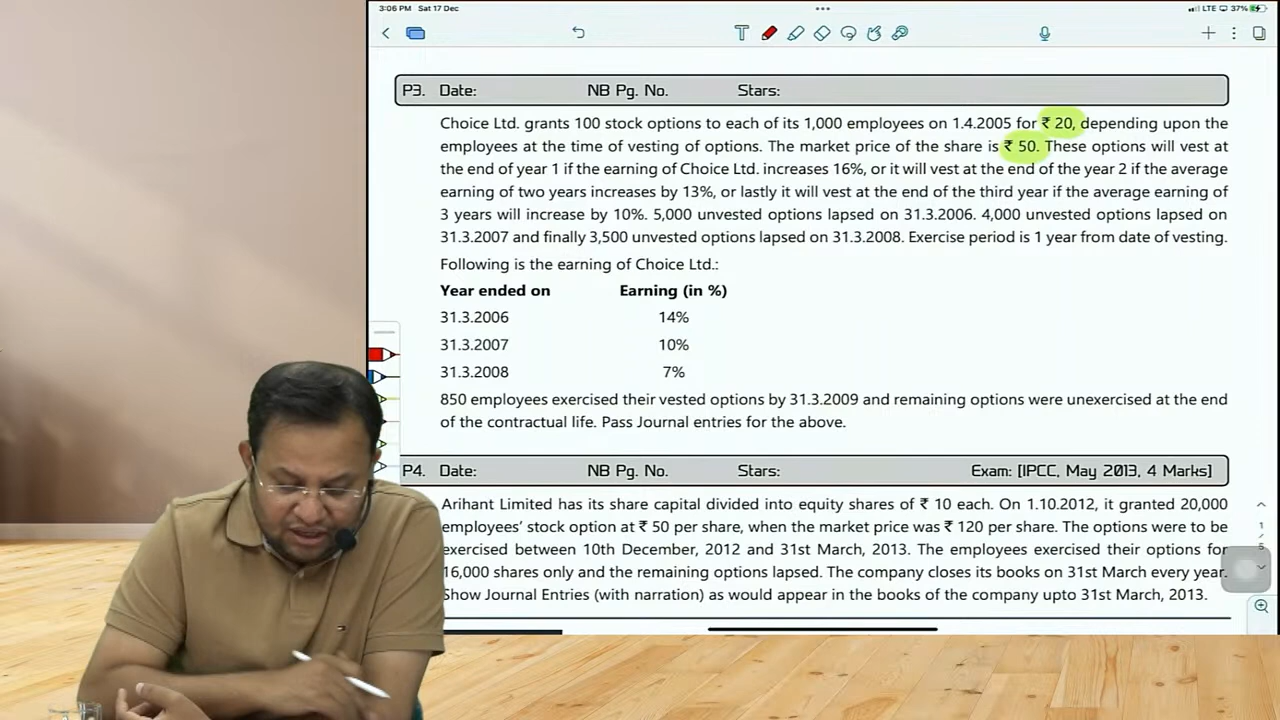 3:06 PM Sat 17 Dec
LTE 37%
T
P3. Date: NB Pg. No. Stars:
Choice Ltd. grants 100 stock options to each of its 1,000 employees on 1.4.2005 for ₹ 20, depending upon the
employees at the time of vesting of options. The market price of the share is ₹ 50. These options will vest at
the end of year 1 if the earning of Choice Ltd. increases 16%, or it will vest at the end of the year 2 if the average
earning of two years increases by 13%, or lastly it will vest at the end of the third year if the average earning of
3 years will increase by 10%. 5,000 unvested options lapsed on 31.3.2006. 4,000 unvested options lapsed on
31.3.2007 and finally 3,500 unvested options lapsed on 31.3.2008. Exercise period is 1 year from date of vesting.
Following is the earning of Choice Ltd.:
Year ended on Earning (in %)
31.3.2006 14%
31.3.2007 10%
31.3.2008 7%
850 employees exercised their vested options by 31.3.2009 and remaining options were unexercised at the end
of the contractual life. Pass Journal entries for the above.
P4. Date: NB Pg. No. Stars: Exam: [IPCC, May 2013, 4 Marks]
Arihant Limited has its share capital divided into equity shares of ₹ 10 each. On 1.10.2012, it granted 20,000
employees' stock option at ₹ 50 per share, when the market price was ₹ 120 per share. The options were to be
exercised between 10th December, 2012 and 31st March, 2013. The employees exercised their options for
16,000 shares only and the remaining options lapsed. The company closes its books on 31st March every year.
Show Journal Entries (with narration) as would appear in the books of the company upto 31st March, 2013.